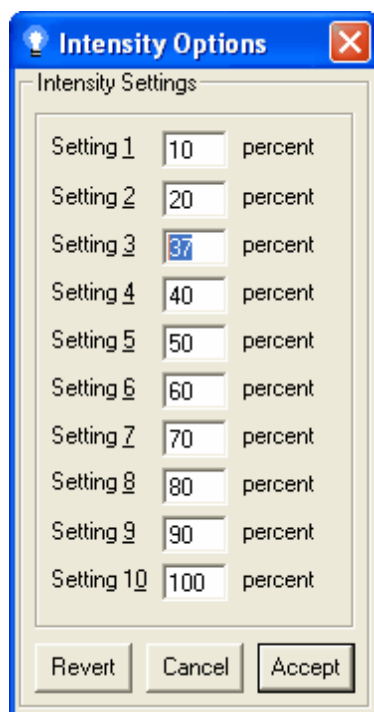 Intensity Options
Intensity Settings
Setting 1 10 percent
Setting 2 20 percent
Setting 3 37 percent
Setting 4 40 percent
Setting 5 50 percent
Setting 6 60 percent
Setting 7 70 percent
Setting 8 80 percent
Setting 9 90 percent
Setting 10 100 percent
Revert Cancel Accept